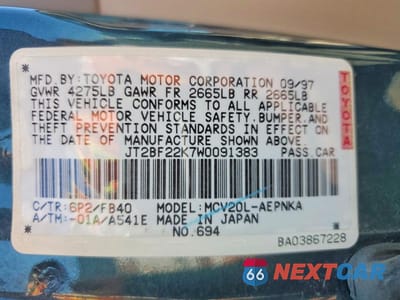 MFD.BY:TOYOTA MOTOR CORPORATION 09/97
GVWR 4275LB GAWR FR 2665LB RR 2665LB
THIS VEHICLE CONFORMS TO ALL APPLICABLE
FEDERAL MOTOR VEHICLE SAFETY,BUMPER,AND
THEFT PREVENTION STANDARDS IN EFFECT ON
THE DATE OF MANUFACTURE SHOWN ABOVE.
JT2BF22K7W0091383 PASS.CAR
C/TR:6P2/FB40 MODEL:MCV20L-AEPNKA
A/TM:-01A/A541E MADE IN JAPAN
NO.694
BA03867228
TOYOTA
66 NEXTCAR